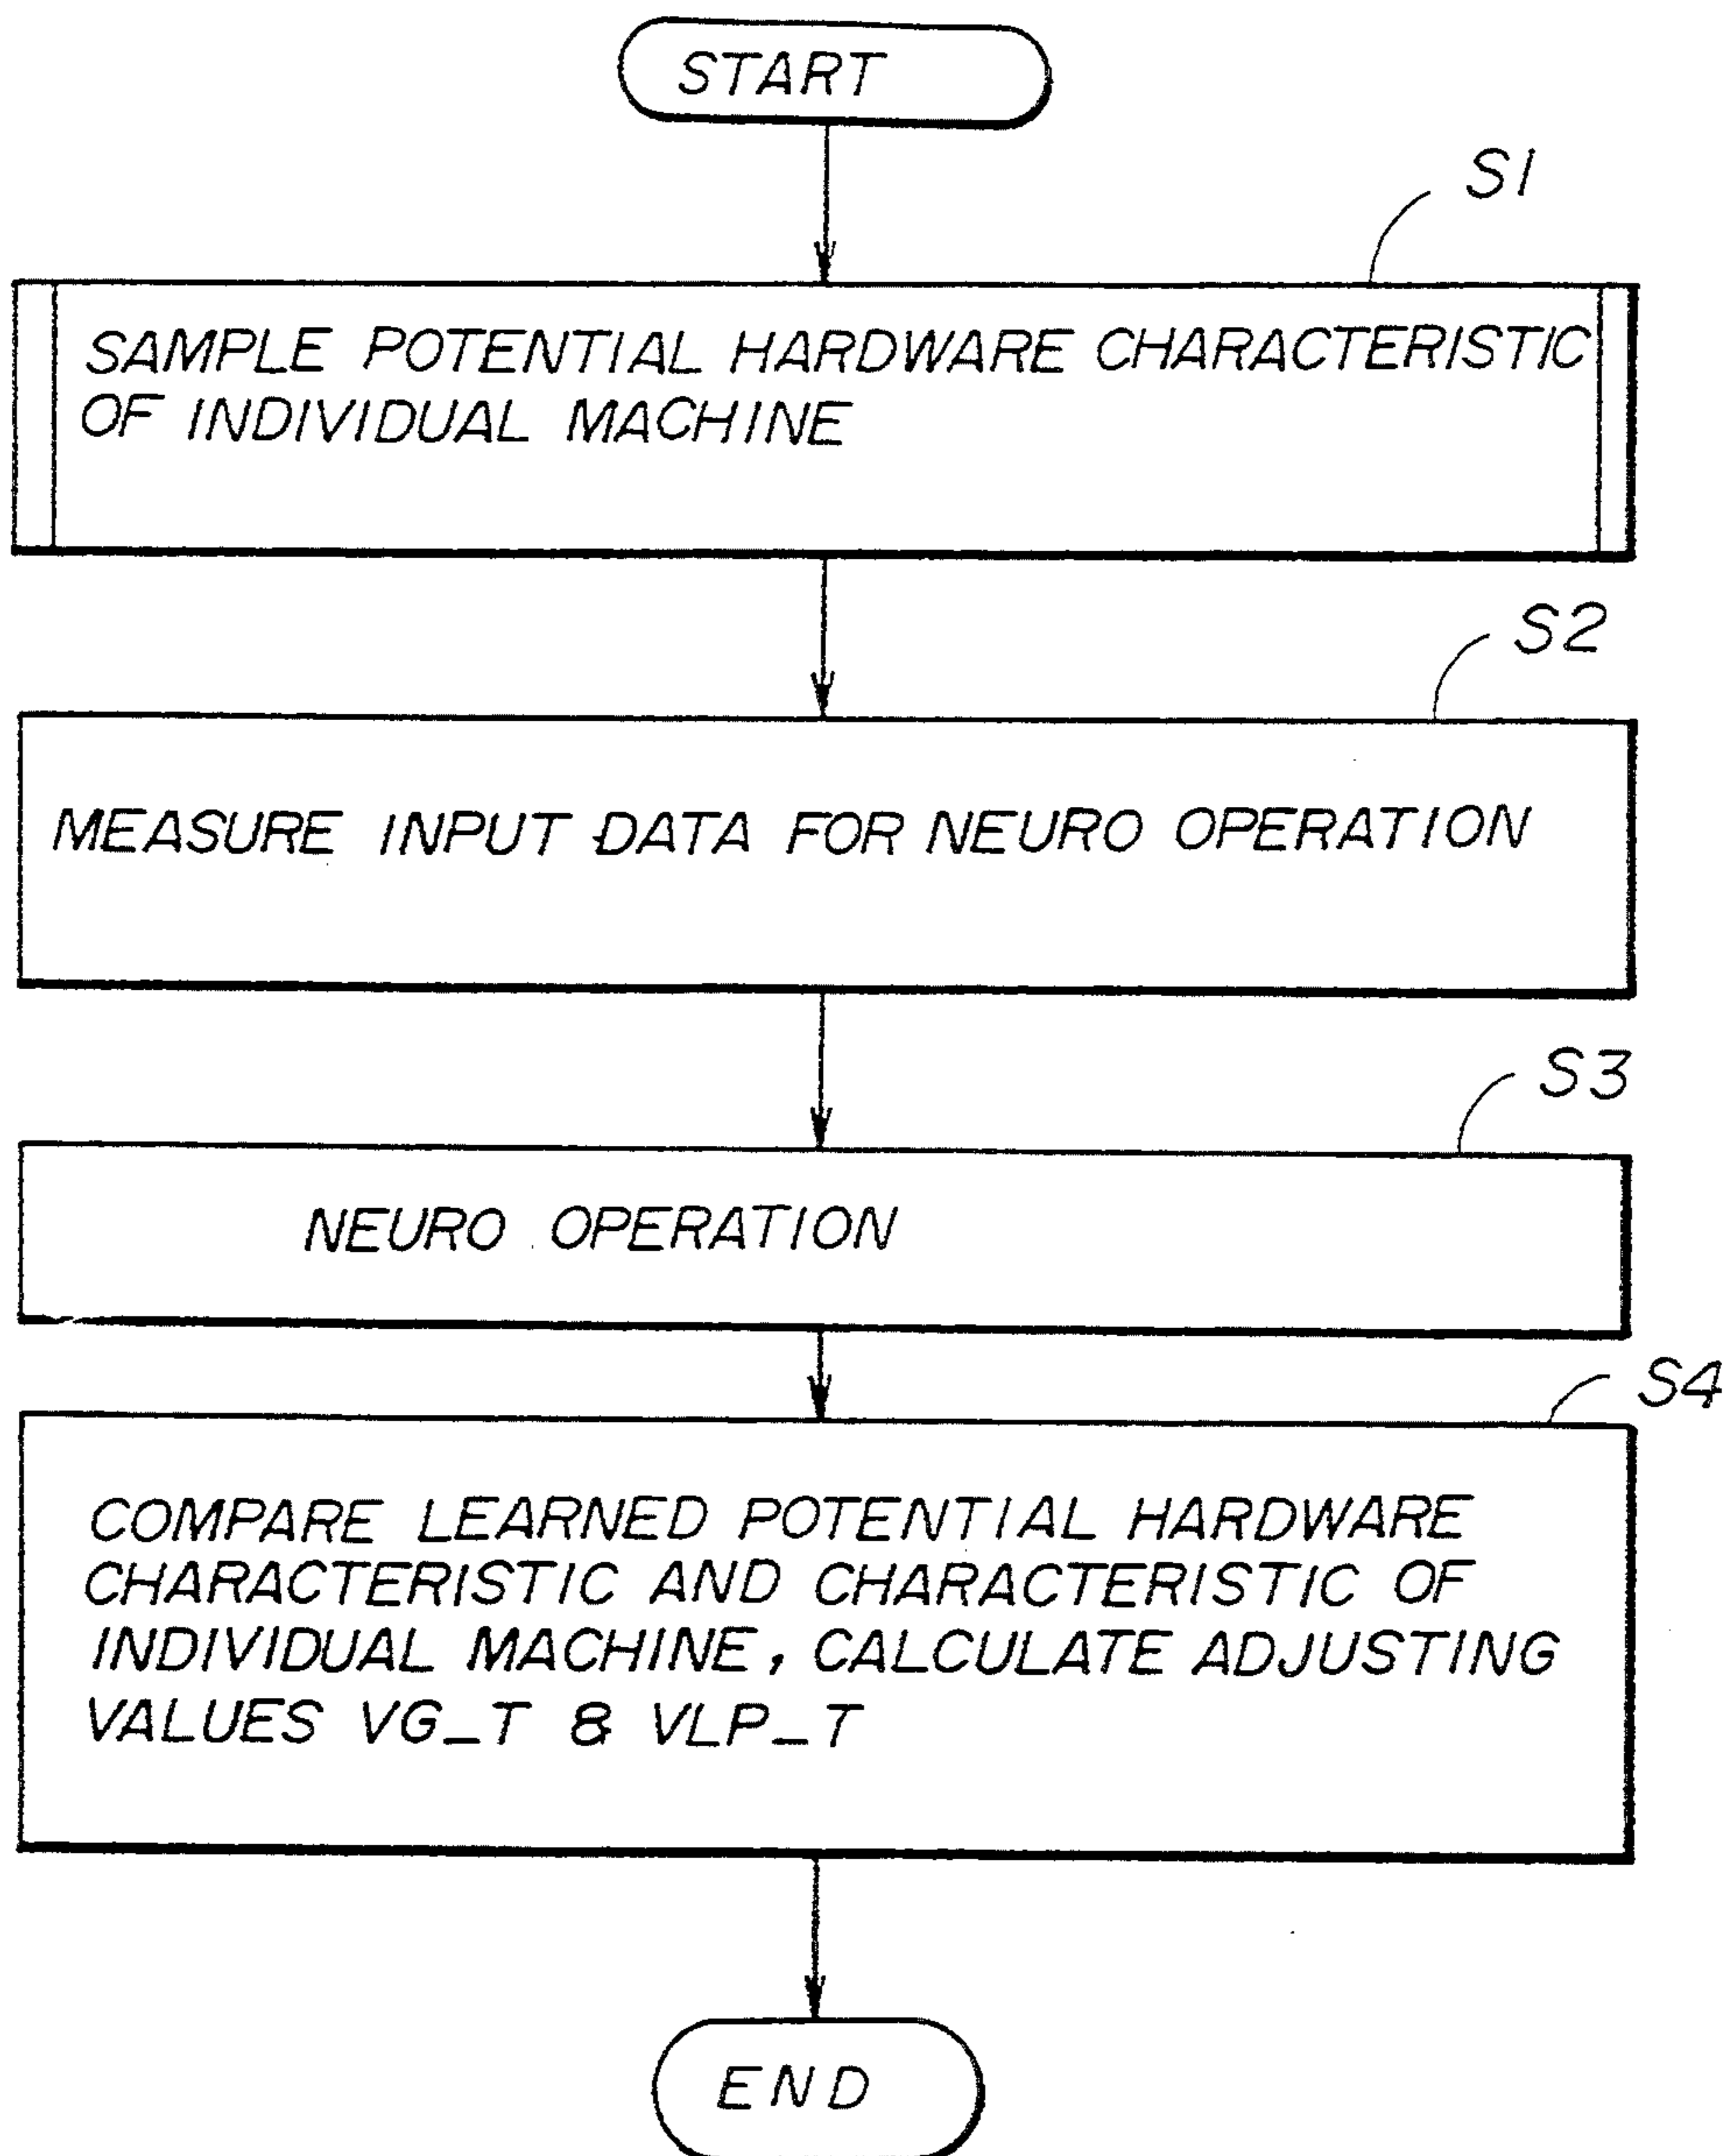 START
S1
SAMPLE POTENTIAL HARDWARE CHARACTERISTIC
OF INDIVIDUAL MACHINE
S2
MEASURE INPUT DATA FOR NEURO OPERATION
S3
NEURO OPERATION
S4
COMPARE LEARNED POTENTIAL HARDWARE
CHARACTERISTIC AND CHARACTERISTIC OF
INDIVIDUAL MACHINE, CALCULATE ADJUSTING
VALUES VG_T & VLP_T
END